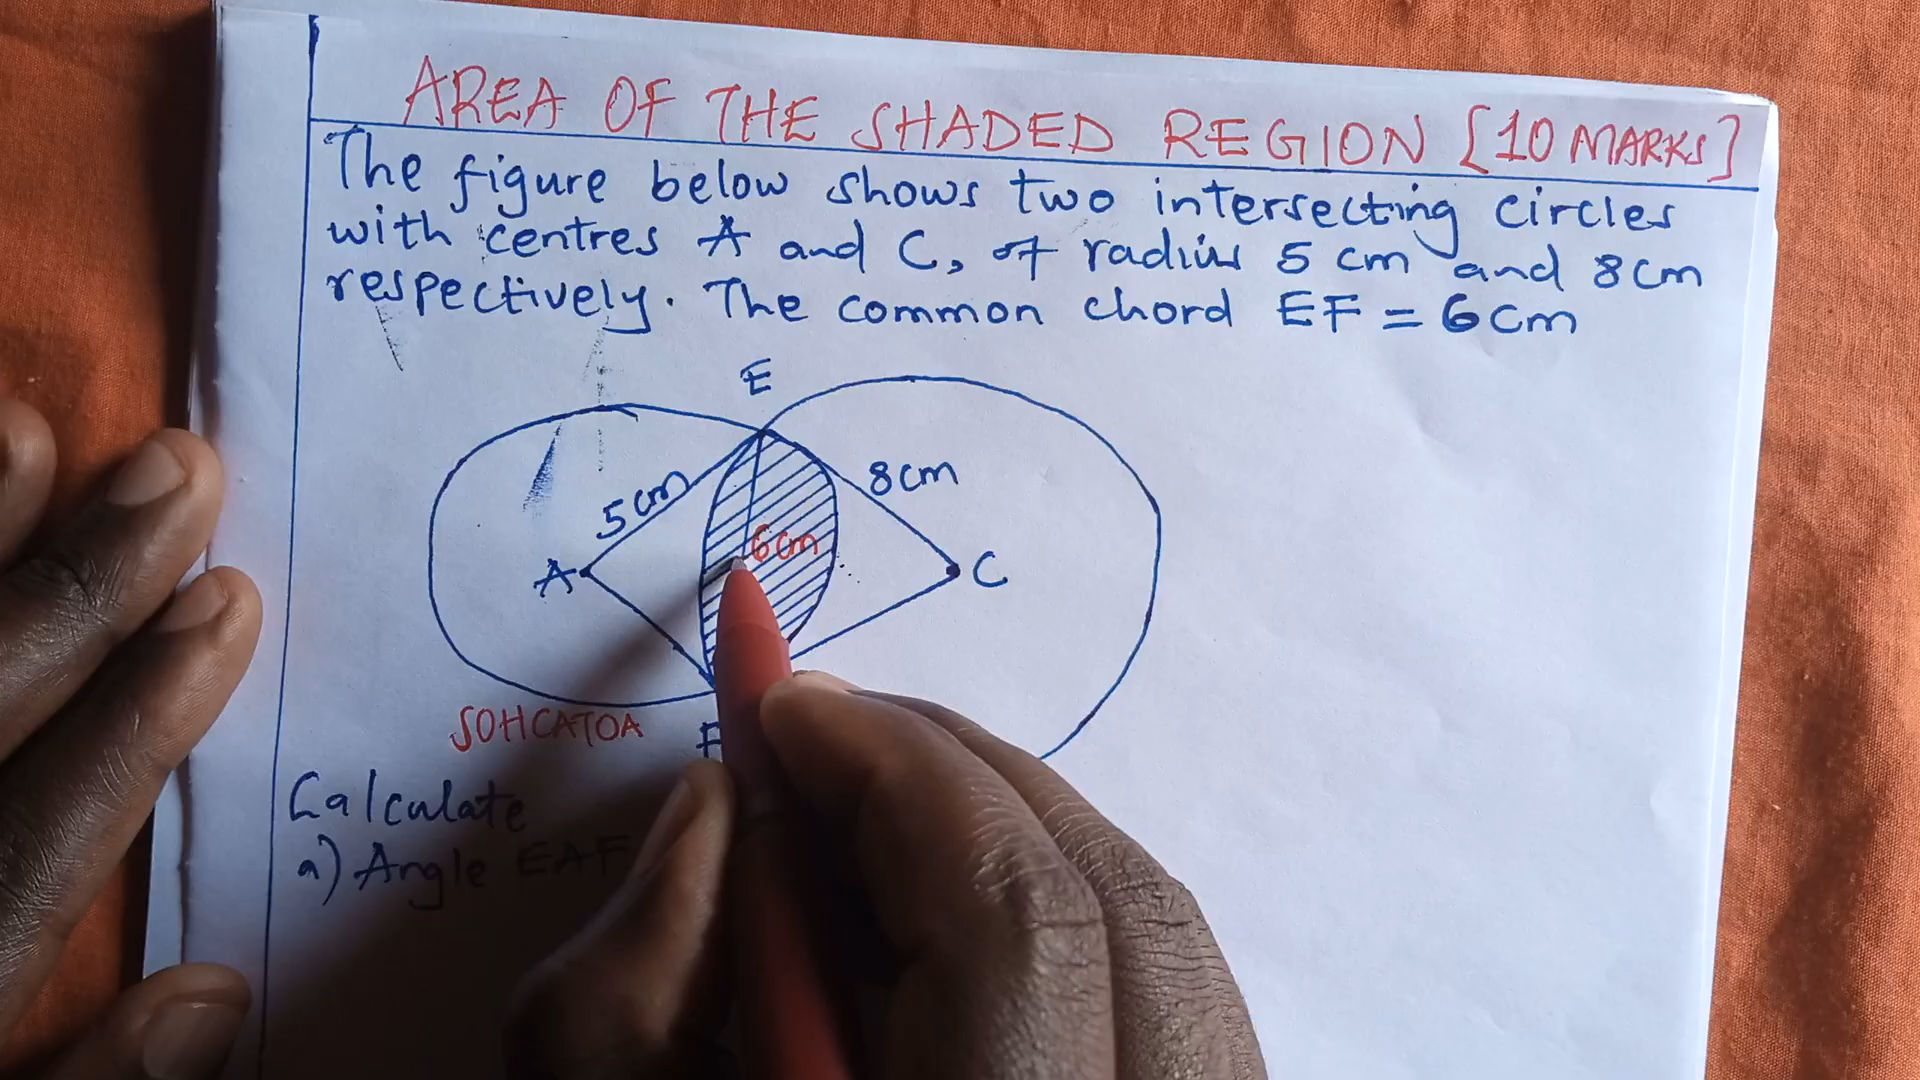 AREA OF THE SHADED REGION [10 MARKS]
The figure below shows two intersecting circles
with centres A and C, of radius 5 cm and 8cm
respectively. The common chord EF = 6cm
E
5cm
8cm
6cm
A
C
SOHCATOA
F
Calculate
a) Angle EAF